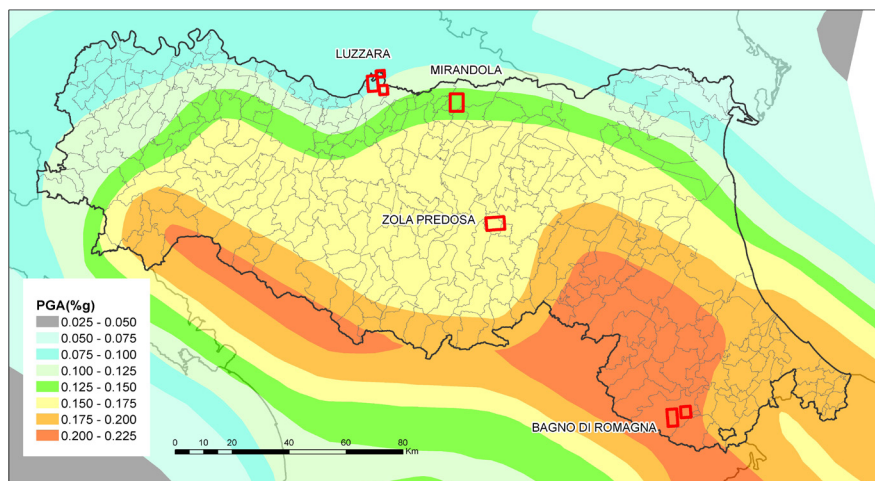 LUZZARA
MIRANDOLA
ZOLA PREDOSA
PGA(%g)
0.025 - 0.050
0.050 - 0.075
0.075 - 0.100
0.100 - 0.125
0.125 - 0.150
0.150 - 0.175
0.175 - 0.200
0.200 - 0.225
BAGNO DI ROMAGNA
0 10 20 40 60 80
Km